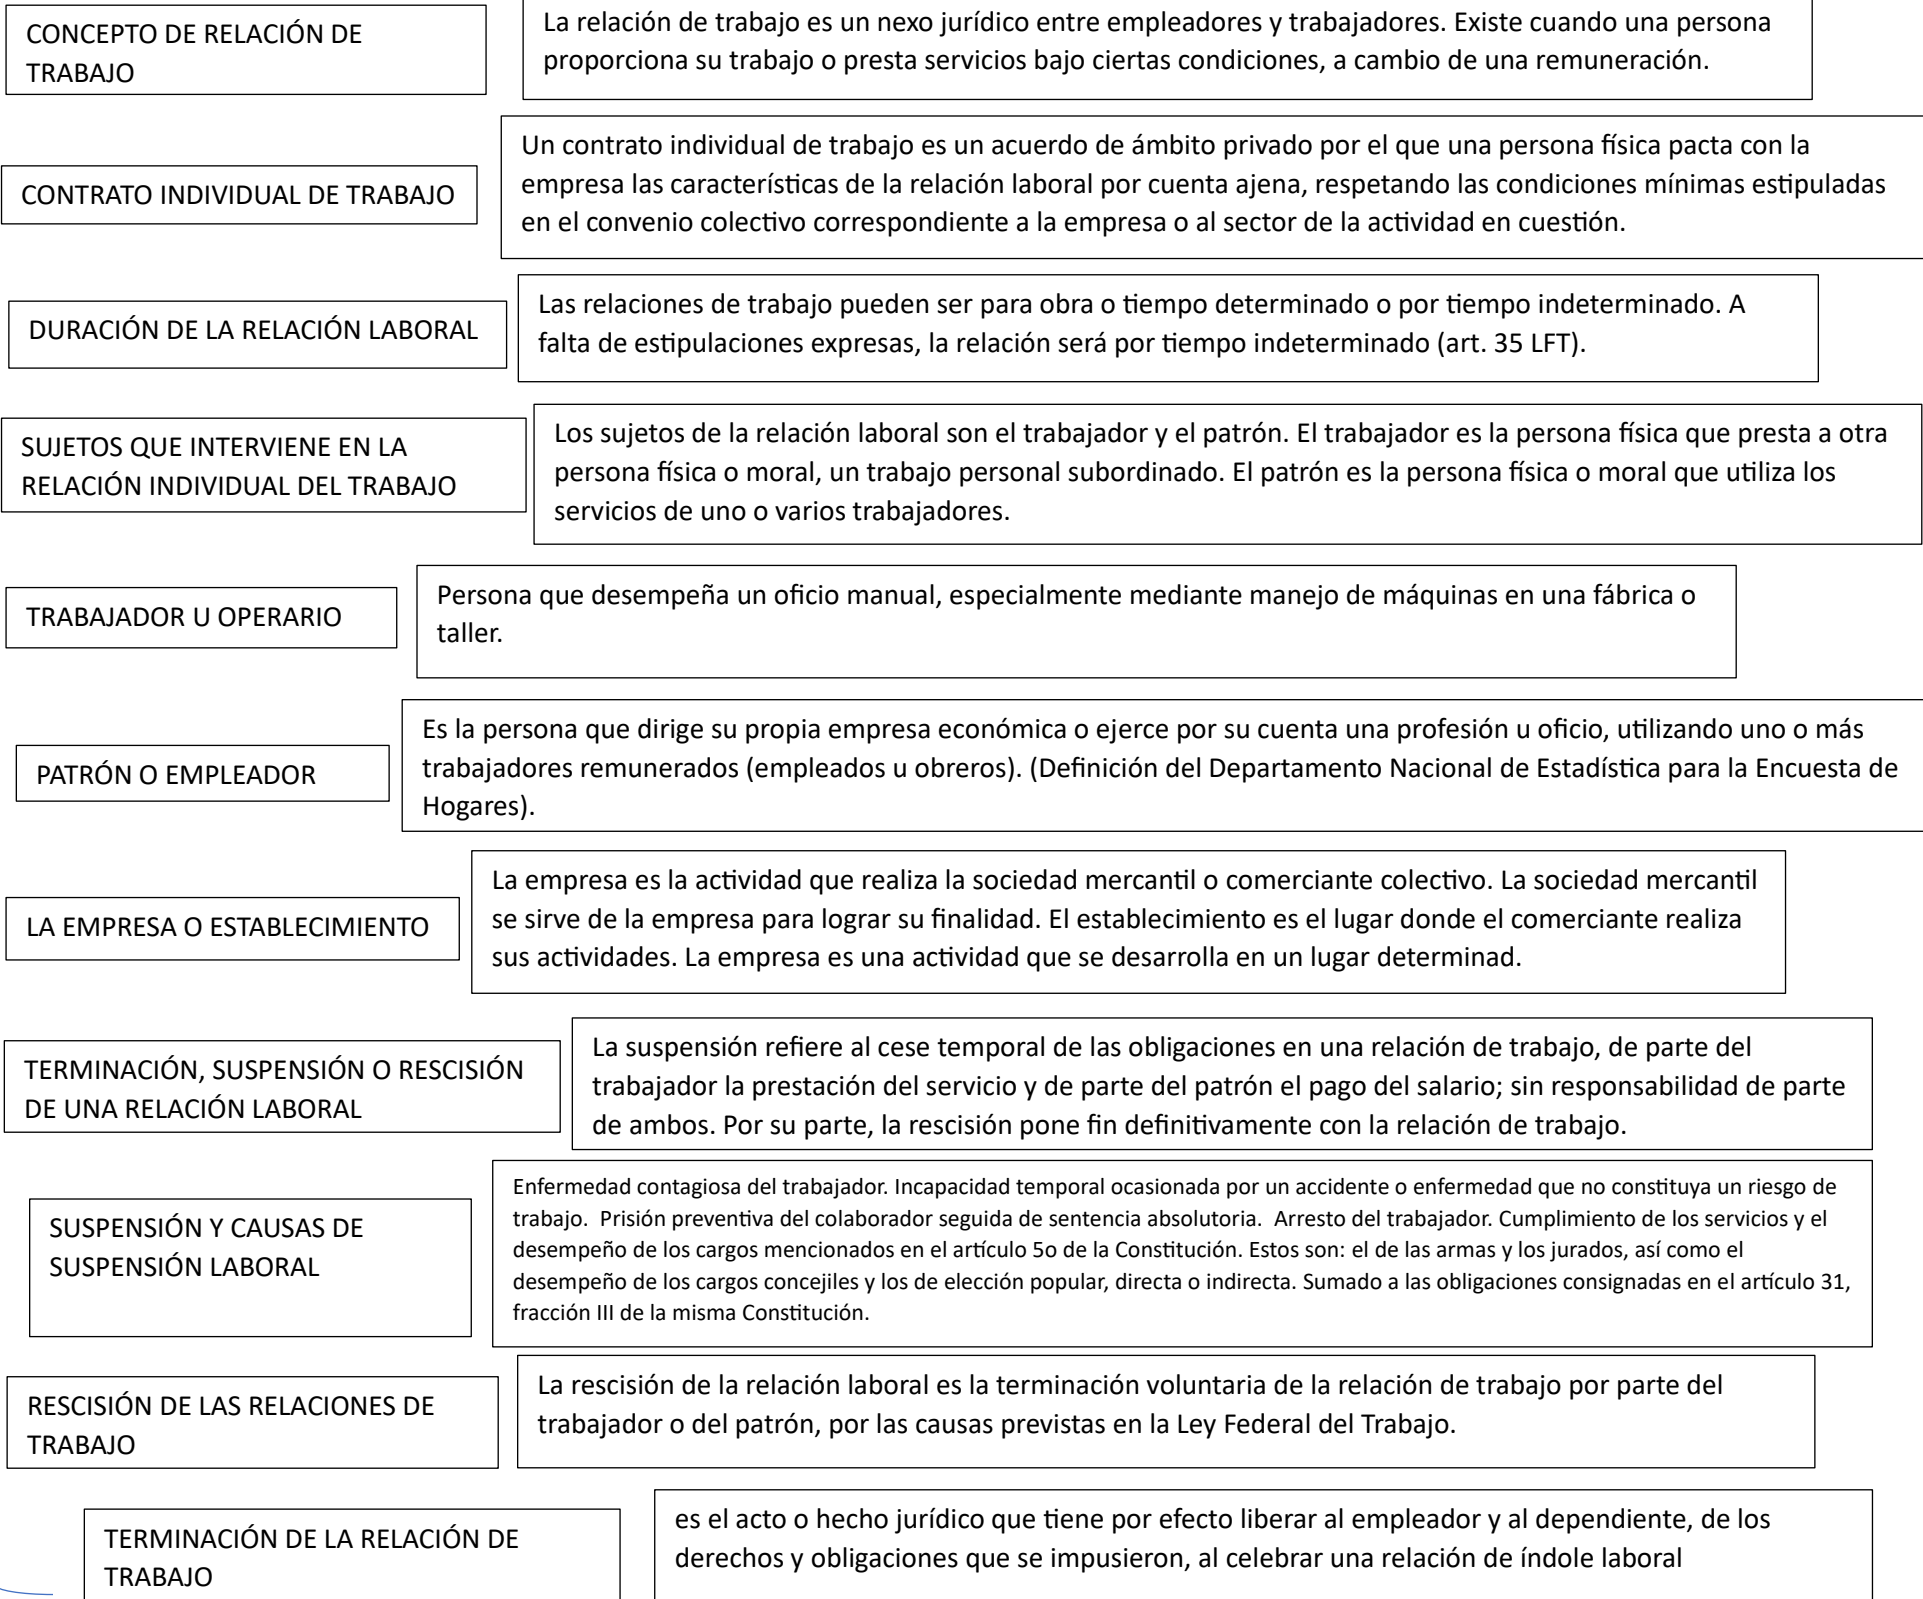 CONCEPTO DE RELACIÓN DE
TRABAJO
La relación de trabajo es un nexo jurídico entre empleadores y trabajadores. Existe cuando una persona
proporciona su trabajo o presta servicios bajo ciertas condiciones, a cambio de una remuneración.
CONTRATO INDIVIDUAL DE TRABAJO
Un contrato individual de trabajo es un acuerdo de ámbito privado por el que una persona física pacta con la
empresa las características de la relación laboral por cuenta ajena, respetando las condiciones mínimas estipuladas
en el convenio colectivo correspondiente a la empresa o al sector de la actividad en cuestión.
DURACIÓN DE LA RELACIÓN LABORAL
Las relaciones de trabajo pueden ser para obra o tiempo determinado o por tiempo indeterminado. A
falta de estipulaciones expresas, la relación será por tiempo indeterminado (art. 35 LFT).
SUJETOS QUE INTERVIENE EN LA
RELACIÓN INDIVIDUAL DEL TRABAJO
Los sujetos de la relación laboral son el trabajador y el patrón. El trabajador es la persona física que presta a otra
persona física o moral, un trabajo personal subordinado. El patrón es la persona física o moral que utiliza los
servicios de uno o varios trabajadores.
TRABAJADOR U OPERARIO
Persona que desempeña un oficio manual, especialmente mediante manejo de máquinas en una fábrica o
taller.
PATRÓN O EMPLEADOR
Es la persona que dirige su propia empresa económica o ejerce por su cuenta una profesión u oficio, utilizando uno o más
trabajadores remunerados (empleados u obreros). (Definición del Departamento Nacional de Estadística para la Encuesta de
Hogares).
LA EMPRESA O ESTABLECIMIENTO
La empresa es la actividad que realiza la sociedad mercantil o comerciante colectivo. La sociedad mercantil
se sirve de la empresa para lograr su finalidad. El establecimiento es el lugar donde el comerciante realiza
sus actividades. La empresa es una actividad que se desarrolla en un lugar determinad.
TERMINACIÓN, SUSPENSIÓN O RESCISIÓN
DE UNA RELACIÓN LABORAL
La suspensión refiere al cese temporal de las obligaciones en una relación de trabajo, de parte del
trabajador la prestación del servicio y de parte del patrón el pago del salario; sin responsabilidad de parte
de ambos. Por su parte, la rescisión pone fin definitivamente con la relación de trabajo.
SUSPENSIÓN Y CAUSAS DE
SUSPENSIÓN LABORAL
Enfermedad contagiosa del trabajador. Incapacidad temporal ocasionada por un accidente o enfermedad que no constituya un riesgo de
trabajo. Prisión preventiva del colaborador seguida de sentencia absolutoria. Arresto del trabajador. Cumplimiento de los servicios y el
desempeño de los cargos mencionados en el artículo 5o de la Constitución. Estos son: el de las armas y los jurados, así como el
desempeño de los cargos concejiles y los de elección popular, directa o indirecta. Sumado a las obligaciones consignadas en el artículo 31,
fracción III de la misma Constitución.
RESCISIÓN DE LAS RELACIONES DE
TRABAJO
La rescisión de la relación laboral es la terminación voluntaria de la relación de trabajo por parte del
trabajador o del patrón, por las causas previstas en la Ley Federal del Trabajo.
TERMINACIÓN DE LA RELACIÓN DE
TRABAJO
es el acto o hecho jurídico que tiene por efecto liberar al empleador y al dependiente, de los
derechos y obligaciones que se impusieron, al celebrar una relación de índole laboral